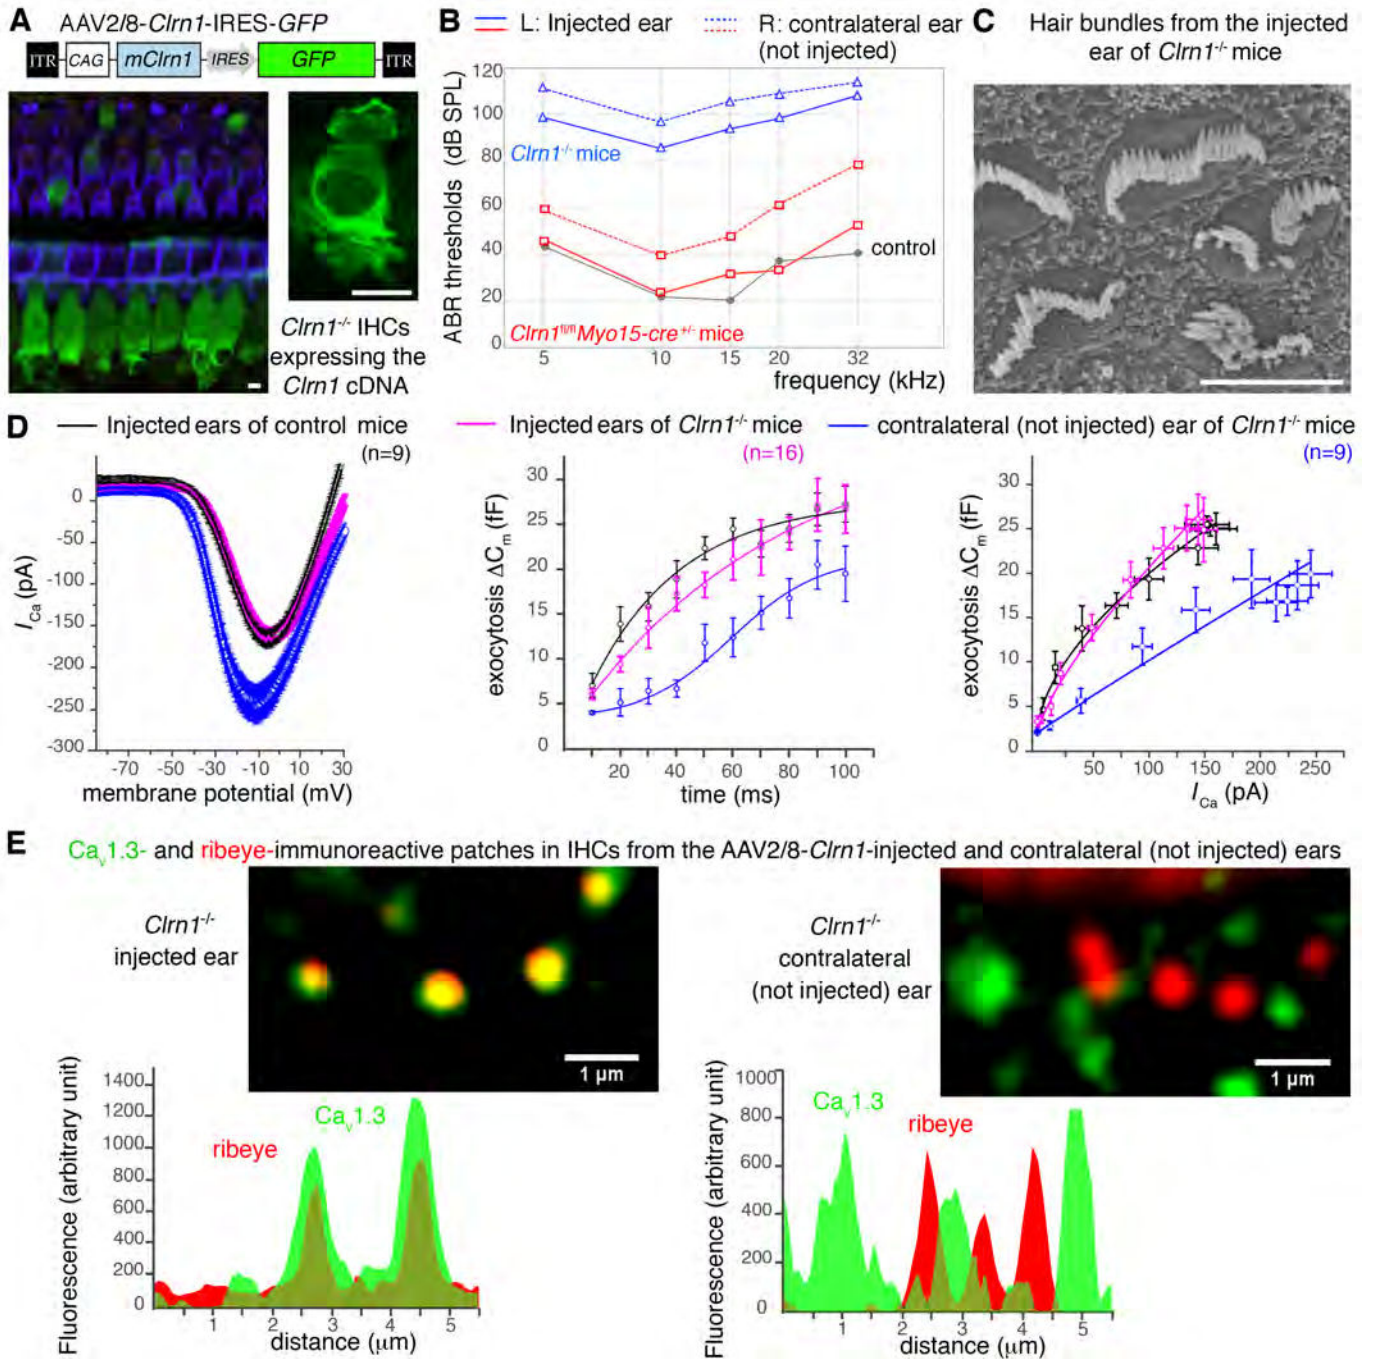 A AAV2/8-Clrn1-IRES-GFP
ITR CAG mClrn1 IRES GFP ITR
Clrn1-/- IHCs
expressing the
Clrn1 cDNA
B L: Injected ear R: contralateral ear
(not injected)
ABR thresholds (dB SPL)
120
100
80
60
40
20
0
Clrn1-/- mice
control
Clrn1fl/fl Myo15-cre+/- mice
5 10 15 20 32
frequency (kHz)
C Hair bundles from the injected
ear of Clrn1-/- mice
D Injected ears of control mice
(n=9)
Injected ears of Clrn1-/- mice
(n=16)
contralateral (not injected) ear of Clrn1-/- mice
(n=9)
ICa (pA)
0
-50
-100
-150
-200
-250
-300
-70 -50 -30 -10 10 30
membrane potential (mV)
exocytosis ΔCm (fF)
30
25
20
15
10
5
0
20 40 60 80 100
time (ms)
exocytosis ΔCm (fF)
30
25
20
15
10
5
0
50 100 150 200 250
ICa (pA)
E Cav1.3- and ribeye-immunoreactive patches in IHCs from the AAV2/8-Clrn1-injected and contralateral (not injected) ears
Clrn1-/-
injected ear
1 µm
Clrn1-/-
contralateral
(not injected) ear
1 µm
Fluorescence (arbitrary unit)
1400
1200
1000
800
600
400
200
0
Cav1.3
ribeye
1 2 3 4 5
distance (µm)
Fluorescence (arbitrary unit)
1000
800
600
400
200
0
Cav1.3
ribeye
1 2 3 4 5
distance (µm)